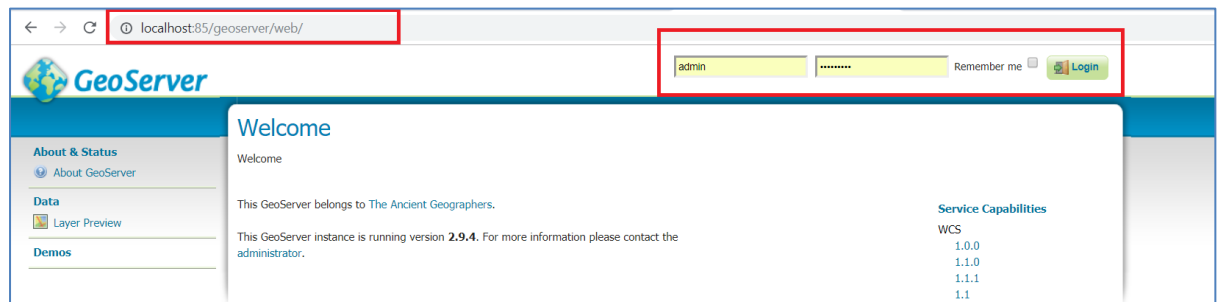 localhost:85/geoserver/web/
GeoServer
admin
•••••••••
Remember me
Login
Welcome
About & Status
About GeoServer
Data
Layer Preview
Demos
Welcome
This GeoServer belongs to The Ancient Geographers.
This GeoServer instance is running version 2.9.4. For more information please contact the
administrator.
Service Capabilities
WCS
1.0.0
1.1.0
1.1.1
1.1